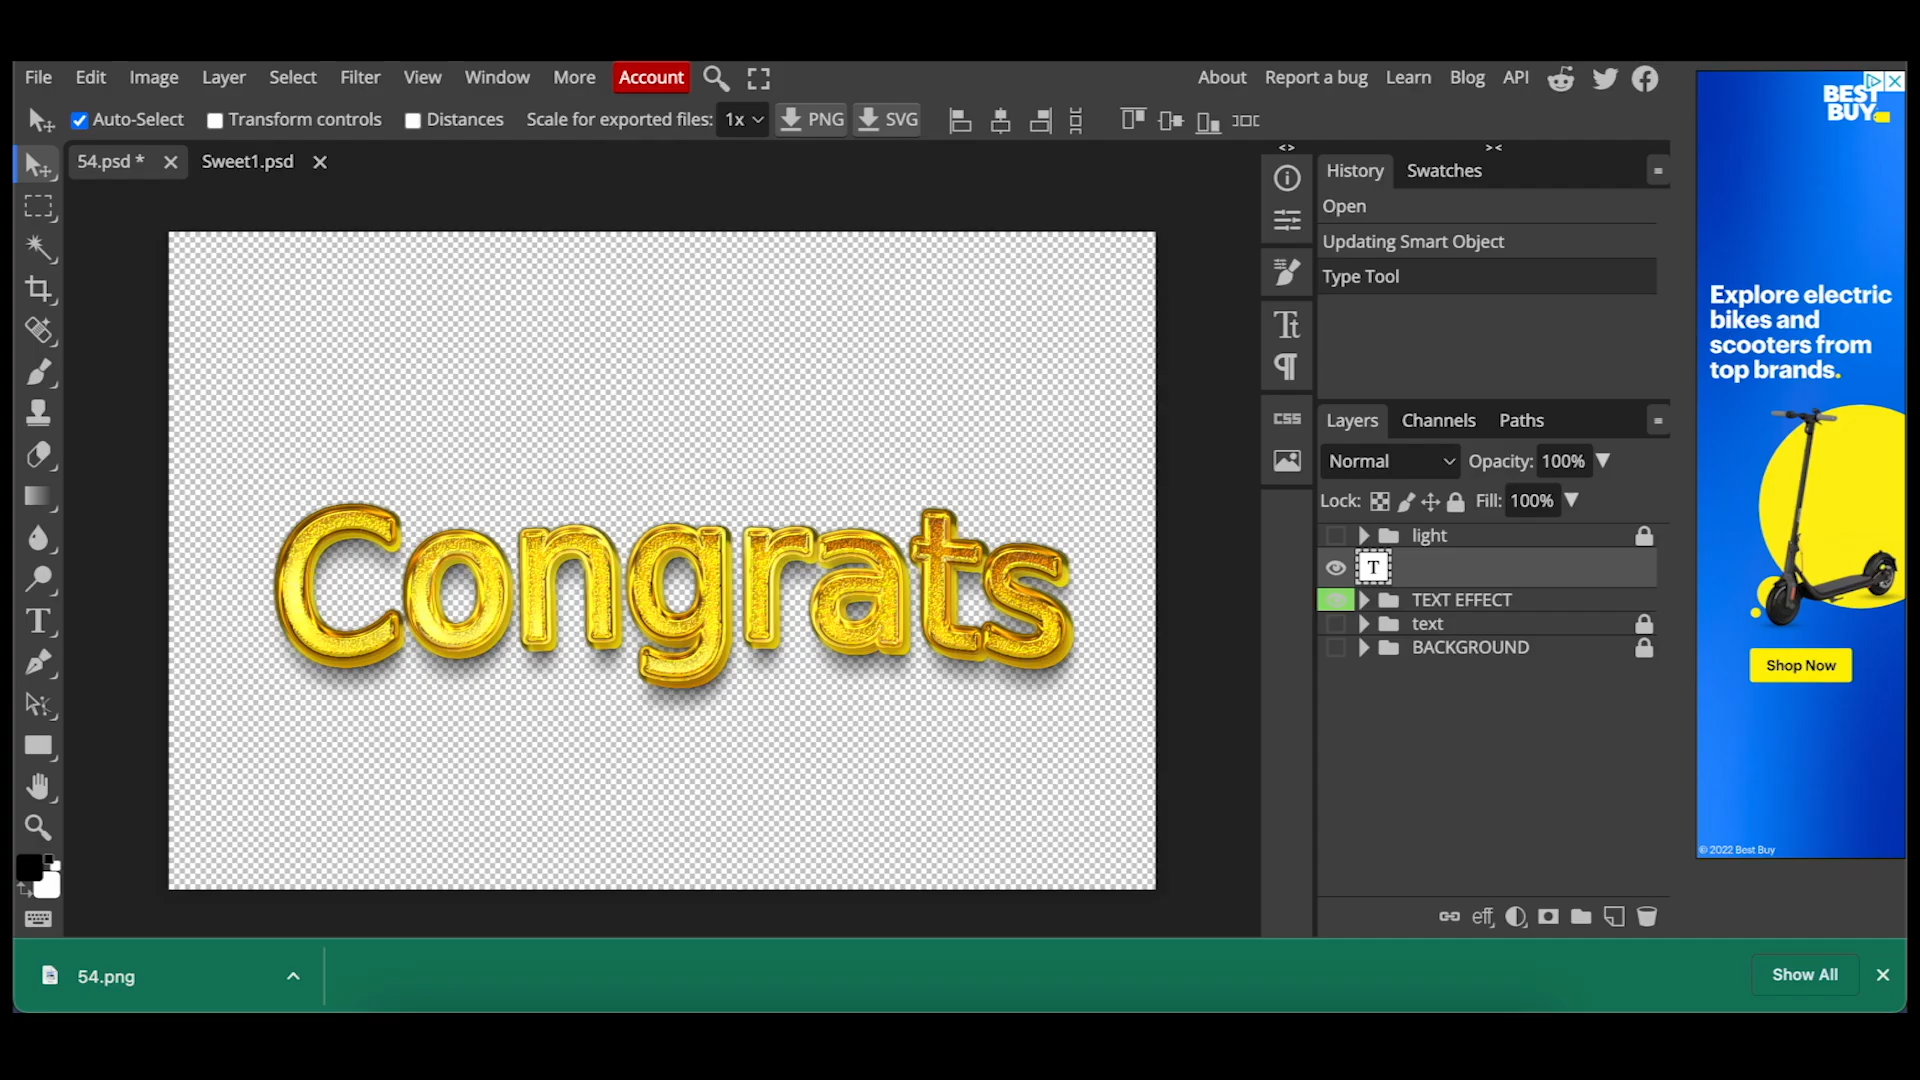 File Edit Image Layer Select Filter View Window More Account About Report a bug Learn Blog API
Auto-Select Transform controls Distances Scale for exported files: 1x PNG SVG
54.psd * Sweet1.psd
History Swatches
Open
Updating Smart Object
Type Tool
CSS
Layers Channels Paths
Normal Opacity: 100%
Lock: Fill: 100%
light
T
TEXT EFFECT
text
BACKGROUND
eff
Congrats
BEST
BUY
Explore electric
bikes and
scooters from
top brands.
Shop Now
© 2022 Best Buy
54.png Show All